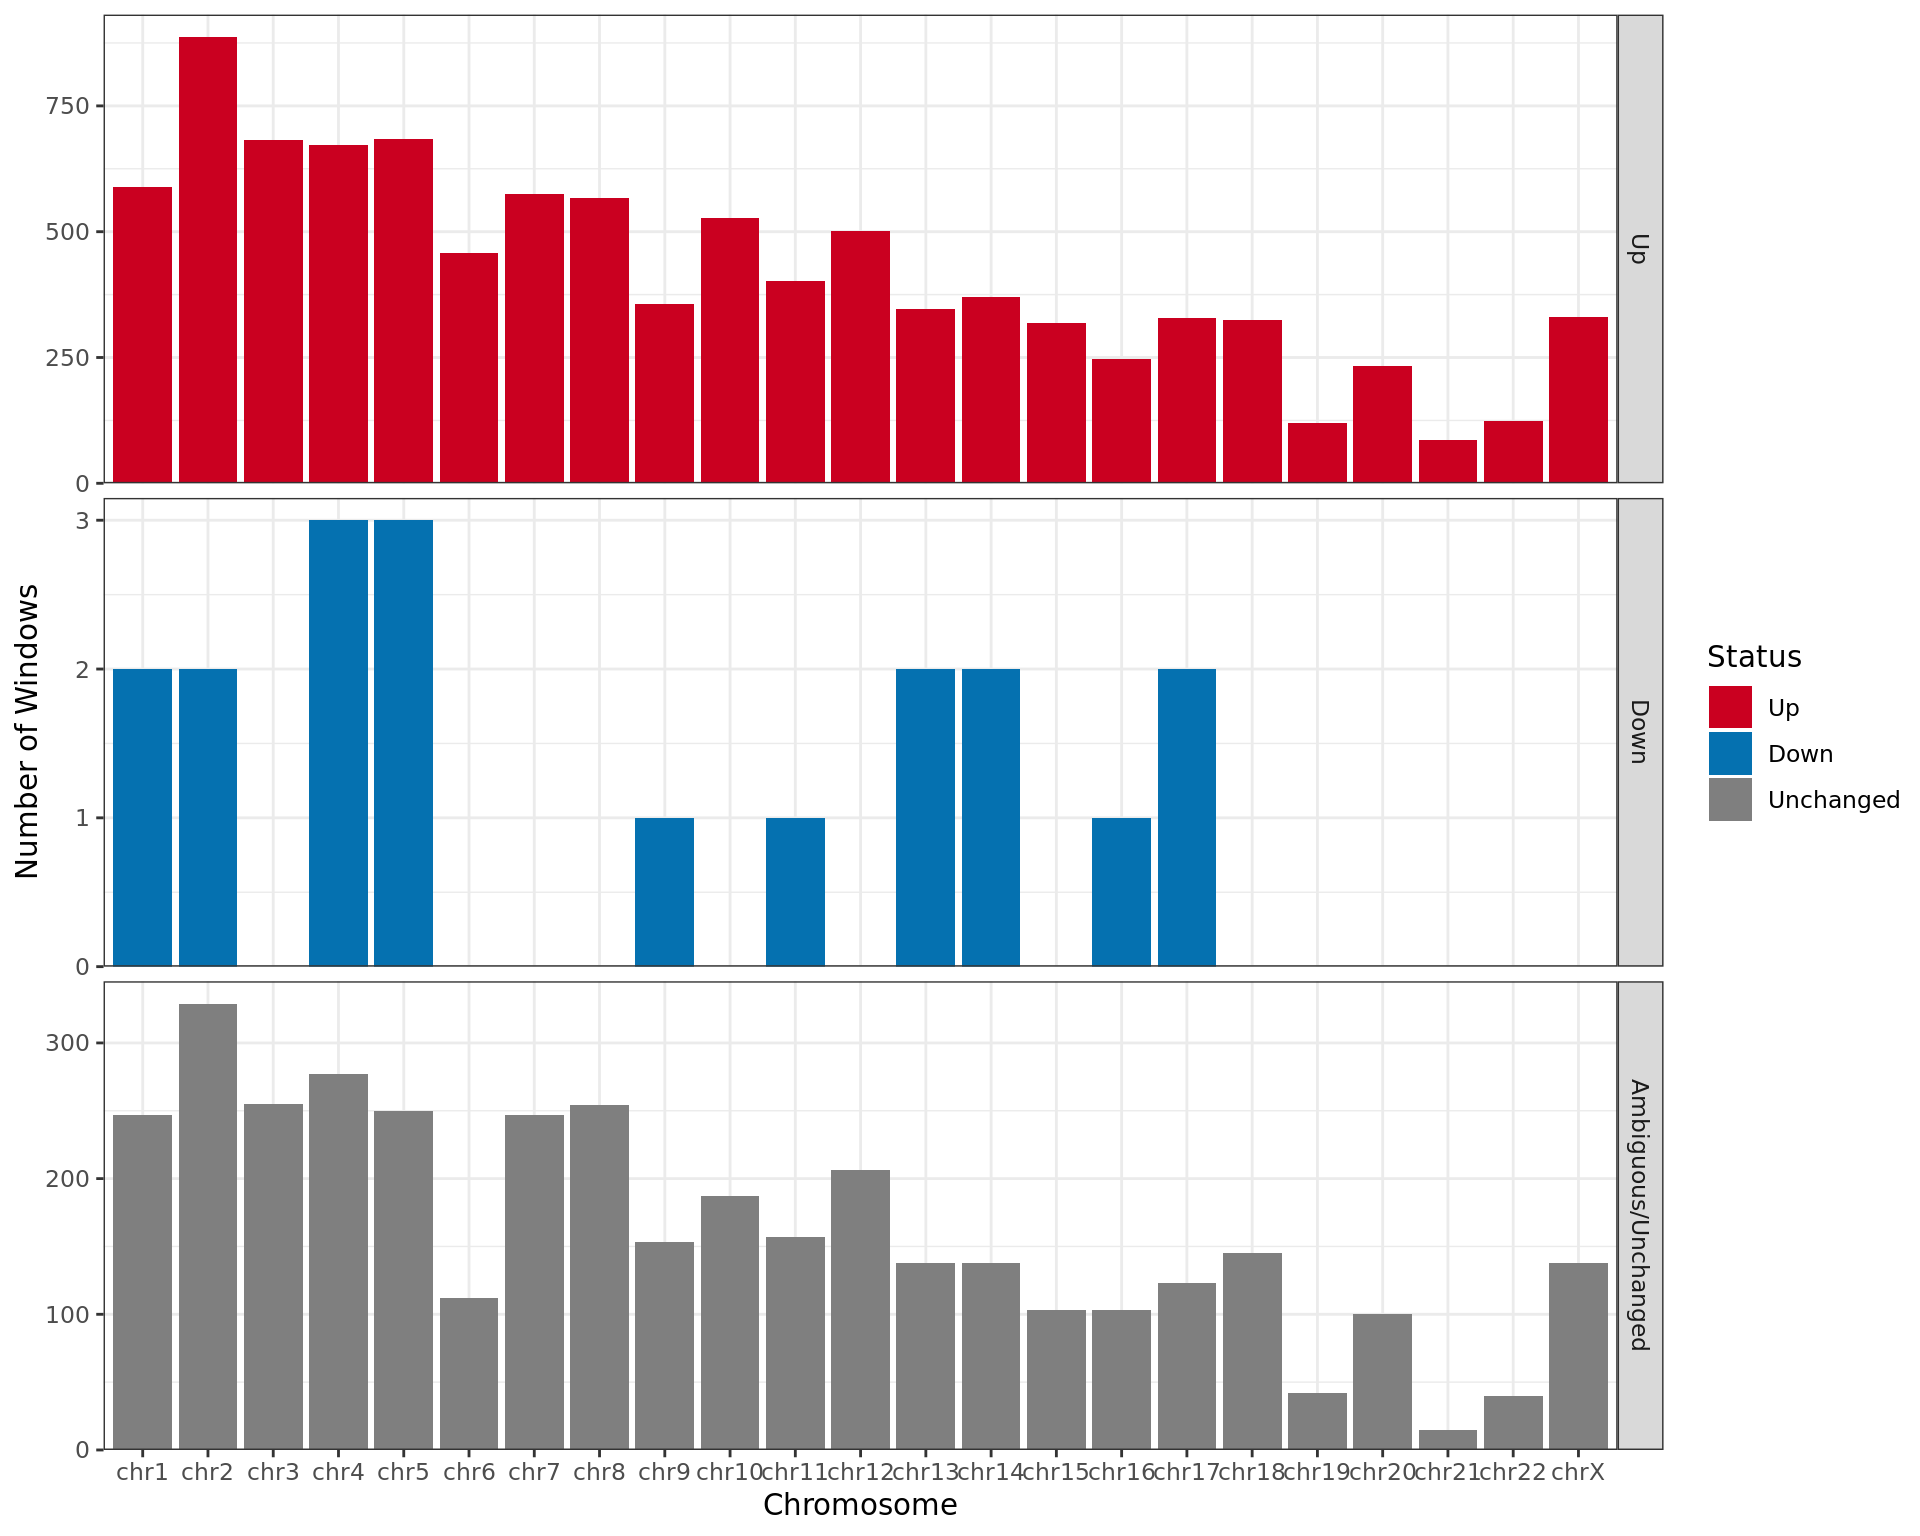 750
500
250
0
Up
3
2
1
0
Down
300
200
100
0
Ambiguous/Unchanged
Number of Windows
chr1 chr2 chr3 chr4 chr5 chr6 chr7 chr8 chr9 chr10 chr11 chr12 chr13 chr14 chr15 chr16 chr17 chr18 chr19 chr20 chr21 chr22 chrX
Chromosome
Status
Up
Down
Unchanged